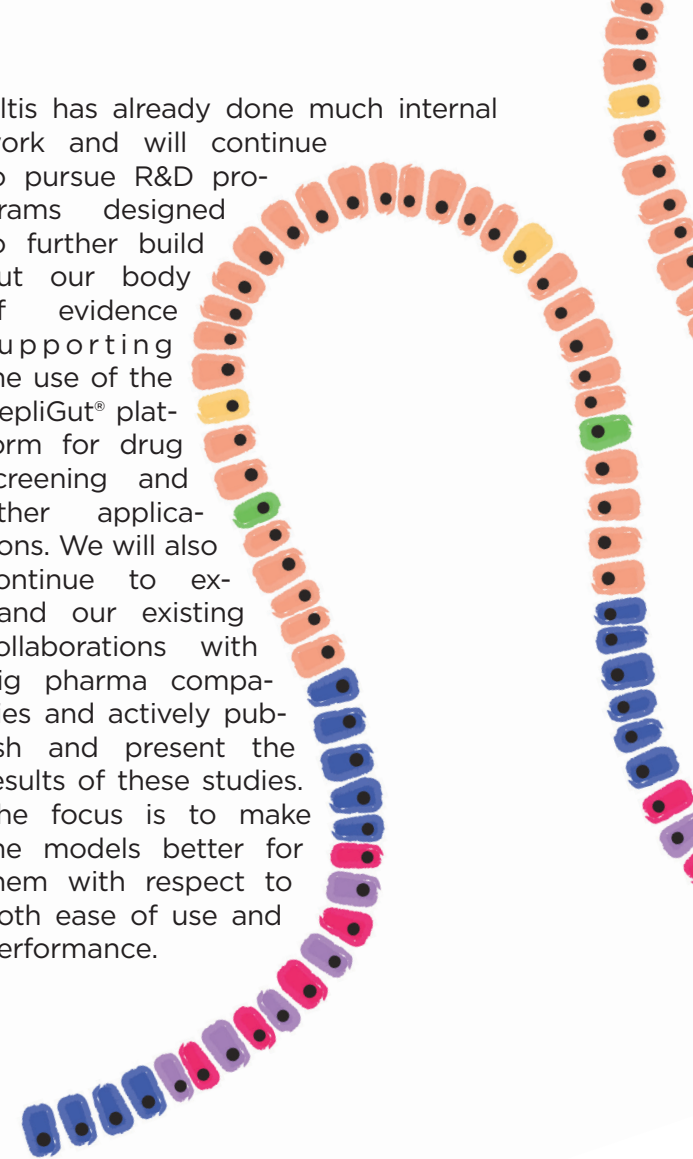 ltis has already done much internal
ork and will continue
o pursue R&D pro-
rams designed
o further build
ut our body
f evidence
upporting
he use of the
epliGut® plat-
orm for drug
creening and
ther applica-
ons. We will also
ontinue to ex-
and our existing
ollaborations with
ig pharma compa-
ies and actively pub-
sh and present the
esults of these studies.
he focus is to make
he models better for
hem with respect to
oth ease of use and
erformance.